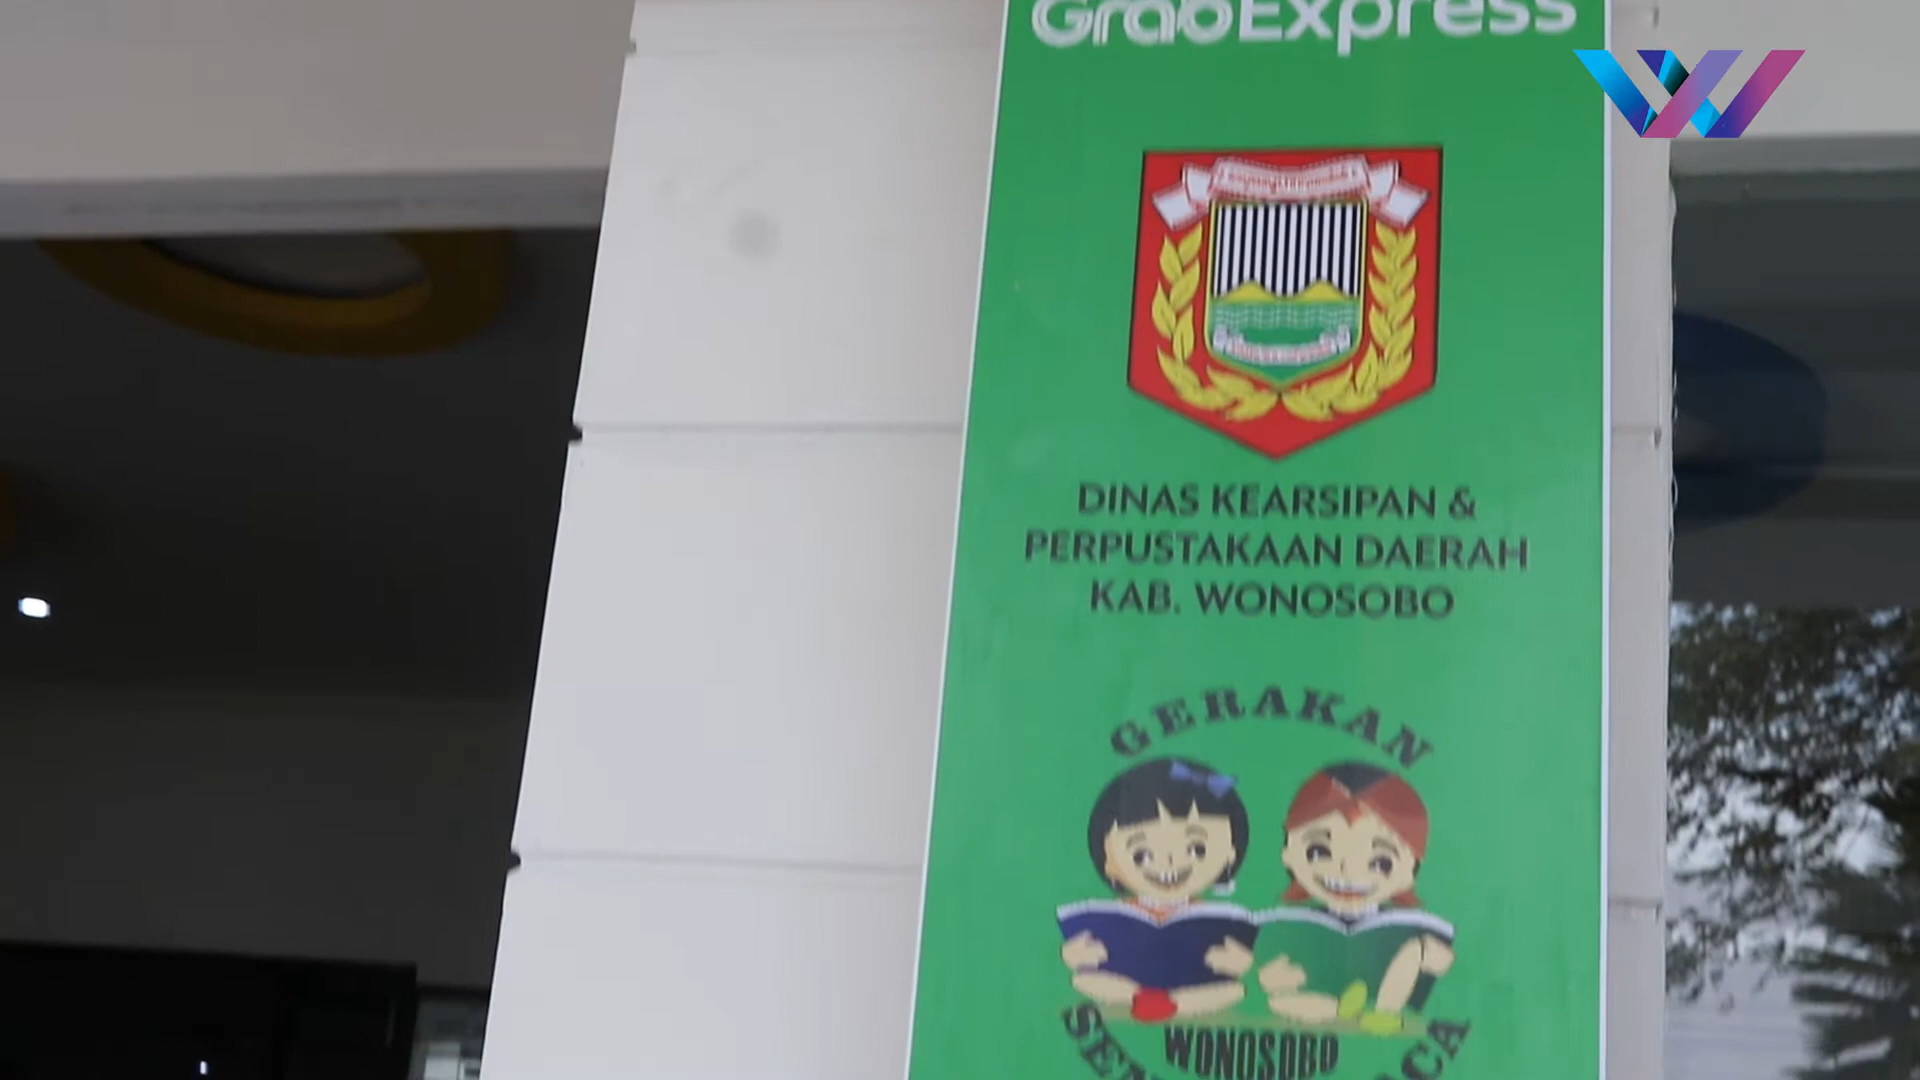 GrabExpress
DINAS KEARSIPAN &
PERPUSTAKAAN DAERAH
KAB. WONOSOBO
GERAKAN
WONOSOBO